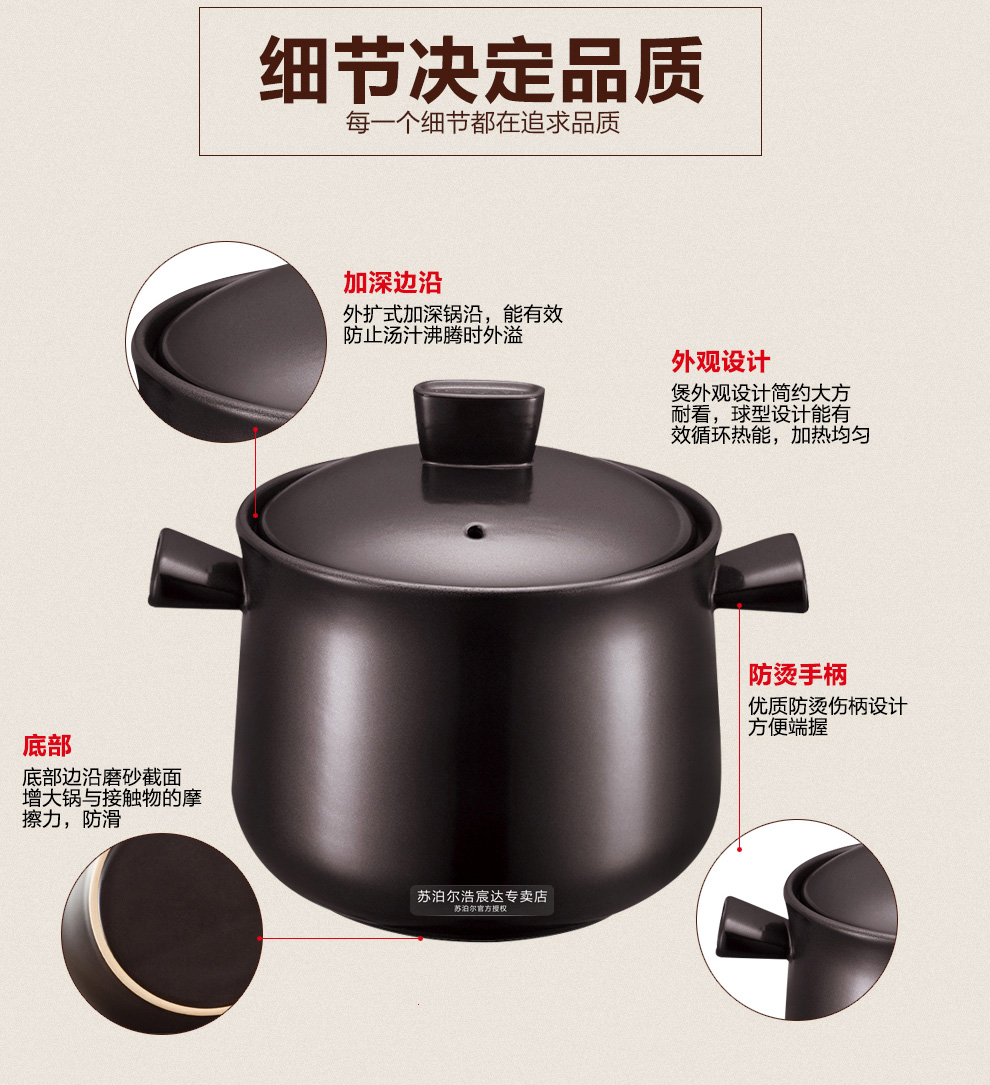 细节决定品质
每一个细节都在追求品质
加深边沿
外扩式加深锅沿，能有效
防止汤汁沸腾时外溢
外观设计
煲外观设计简约大方
耐看，球型设计能有
效循环热能，加热均匀
防烫手柄
优质防烫伤柄设计
方便端握
底部
底部边沿磨砂截面
增大锅与接触物的摩
擦力，防滑
苏泊尔浩宸达专卖店
苏泊尔官方授权